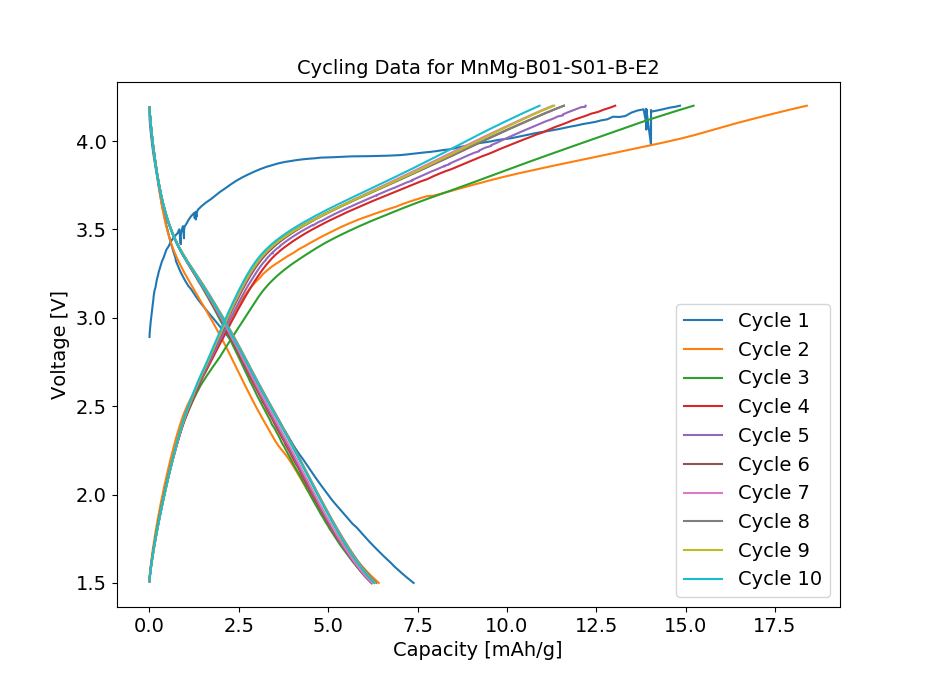 Cycling Data for MnMg-B01-S01-B-E2
Voltage [V]
4.0
3.5
3.0
2.5
2.0
1.5
Cycle 1
Cycle 2
Cycle 3
Cycle 4
Cycle 5
Cycle 6
Cycle 7
Cycle 8
Cycle 9
Cycle 10
0.0 2.5 5.0 7.5 10.0 12.5 15.0 17.5
Capacity [mAh/g]